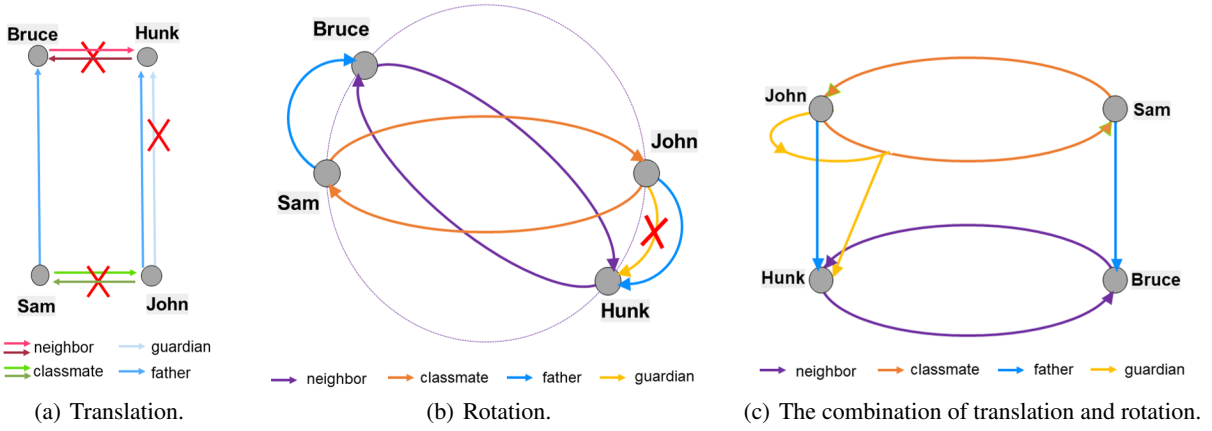 Bruce Hunk
Sam John
neighbor guardian
classmate father
(a) Translation.
Bruce
John
Sam
Hunk
neighbor classmate father guardian
(b) Rotation.
John Sam
Hunk Bruce
neighbor classmate father guardian
(c) The combination of translation and rotation.